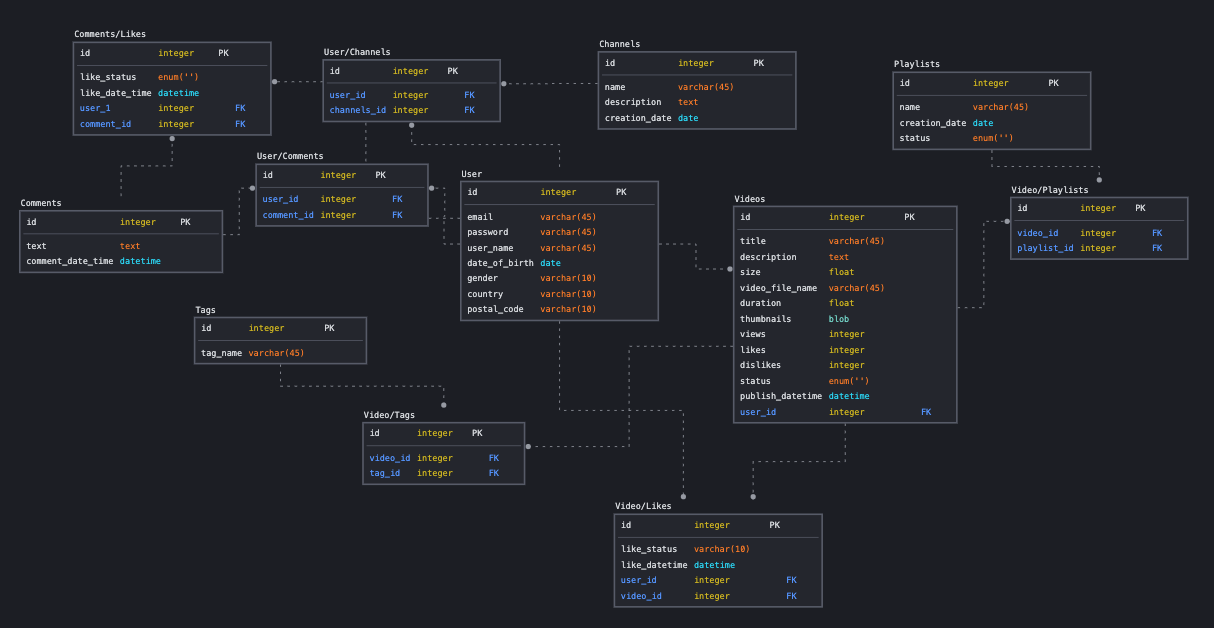 Comments/Likes
id integer PK
like_status enum('')
like_date_time datetime
user_1 integer FK
comment_id integer FK
User/Channels
id integer PK
user_id integer FK
channels_id integer FK
Channels
id integer PK
name varchar(45)
description text
creation_date date
Playlists
id integer PK
name varchar(45)
creation_date date
status enum('')
User/Comments
id integer PK
user_id integer FK
comment_id integer FK
User
id integer PK
email varchar(45)
password varchar(45)
user_name varchar(45)
date_of_birth date
gender varchar(10)
country varchar(10)
postal_code varchar(10)
Comments
id integer PK
text text
comment_date_time datetime
Videos
id integer PK
title varchar(45)
description text
size float
video_file_name varchar(45)
duration float
thumbnails blob
views integer
likes integer
dislikes integer
status enum('')
publish_datetime datetime
user_id integer FK
Video/Playlists
id integer PK
video_id integer FK
playlist_id integer FK
Tags
id integer PK
tag_name varchar(45)
Video/Tags
id integer PK
video_id integer FK
tag_id integer FK
Video/Likes
id integer PK
like_status varchar(10)
like_datetime datetime
user_id integer FK
video_id integer FK